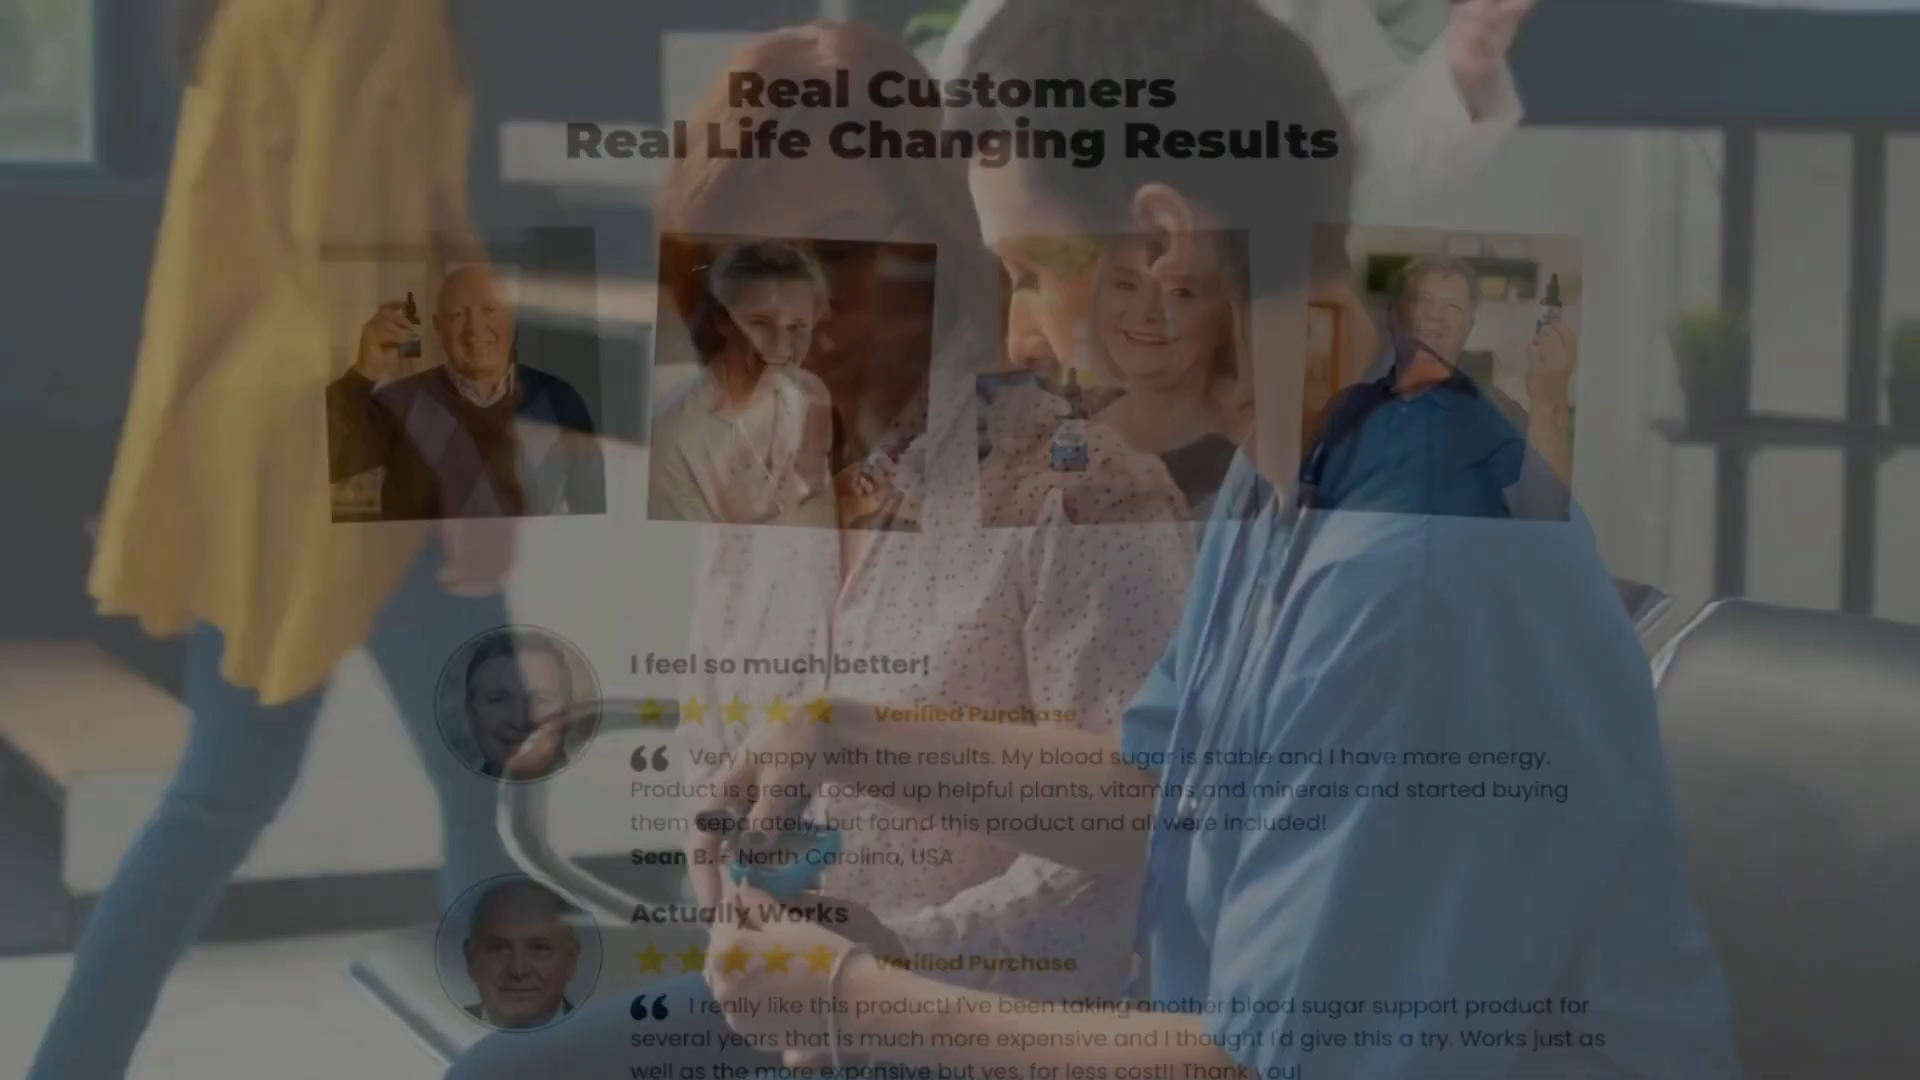 Real Customers
Real Life Changing Results
I feel so much better!
Verified Purchase
Very happy with the results. My blood sugar is stable and I have more energy.
Product is great. Looked up helpful plants, vitamins and minerals and started buying
them separately, but found this product and all were included!
Sean B. - North Carolina, USA
Actually Works
Verified Purchase
I really like this product! I've been taking another blood sugar support product for
several years that is much more expensive and I thought I'd give this a try. Works just as
well as the more expensive but yes, for less cost!! Thank you!